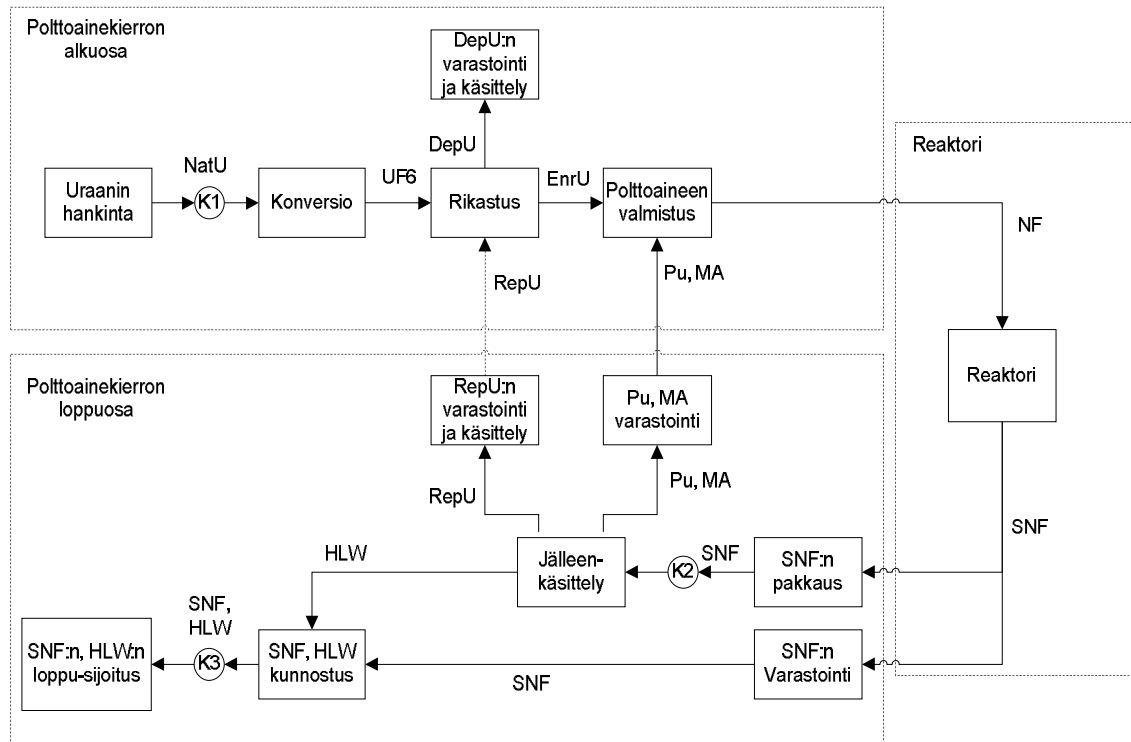 Polttoainekierron
alkuosa
DepU:n
varastointi
ja käsittely
Reaktori
DepU
NatU
UF6
EnrU
Uraanin
hankinta
K1
Konversio
Rikastus
Polttoaineen
valmistus
NF
RepU
Pu, MA
Reaktori
Polttoainekierron
loppuosa
RepU:n
varastointi
ja käsittely
Pu, MA
varastointi
RepU
Pu, MA
SNF
HLW
Jälleen-
käsittely
SNF
K2
SNF:n
pakkaus
SNF,
HLW
SNF:n, HLW:n
loppu-sijoitus
K3
SNF, HLW
kunnostus
SNF
SNF:n
Varastointi